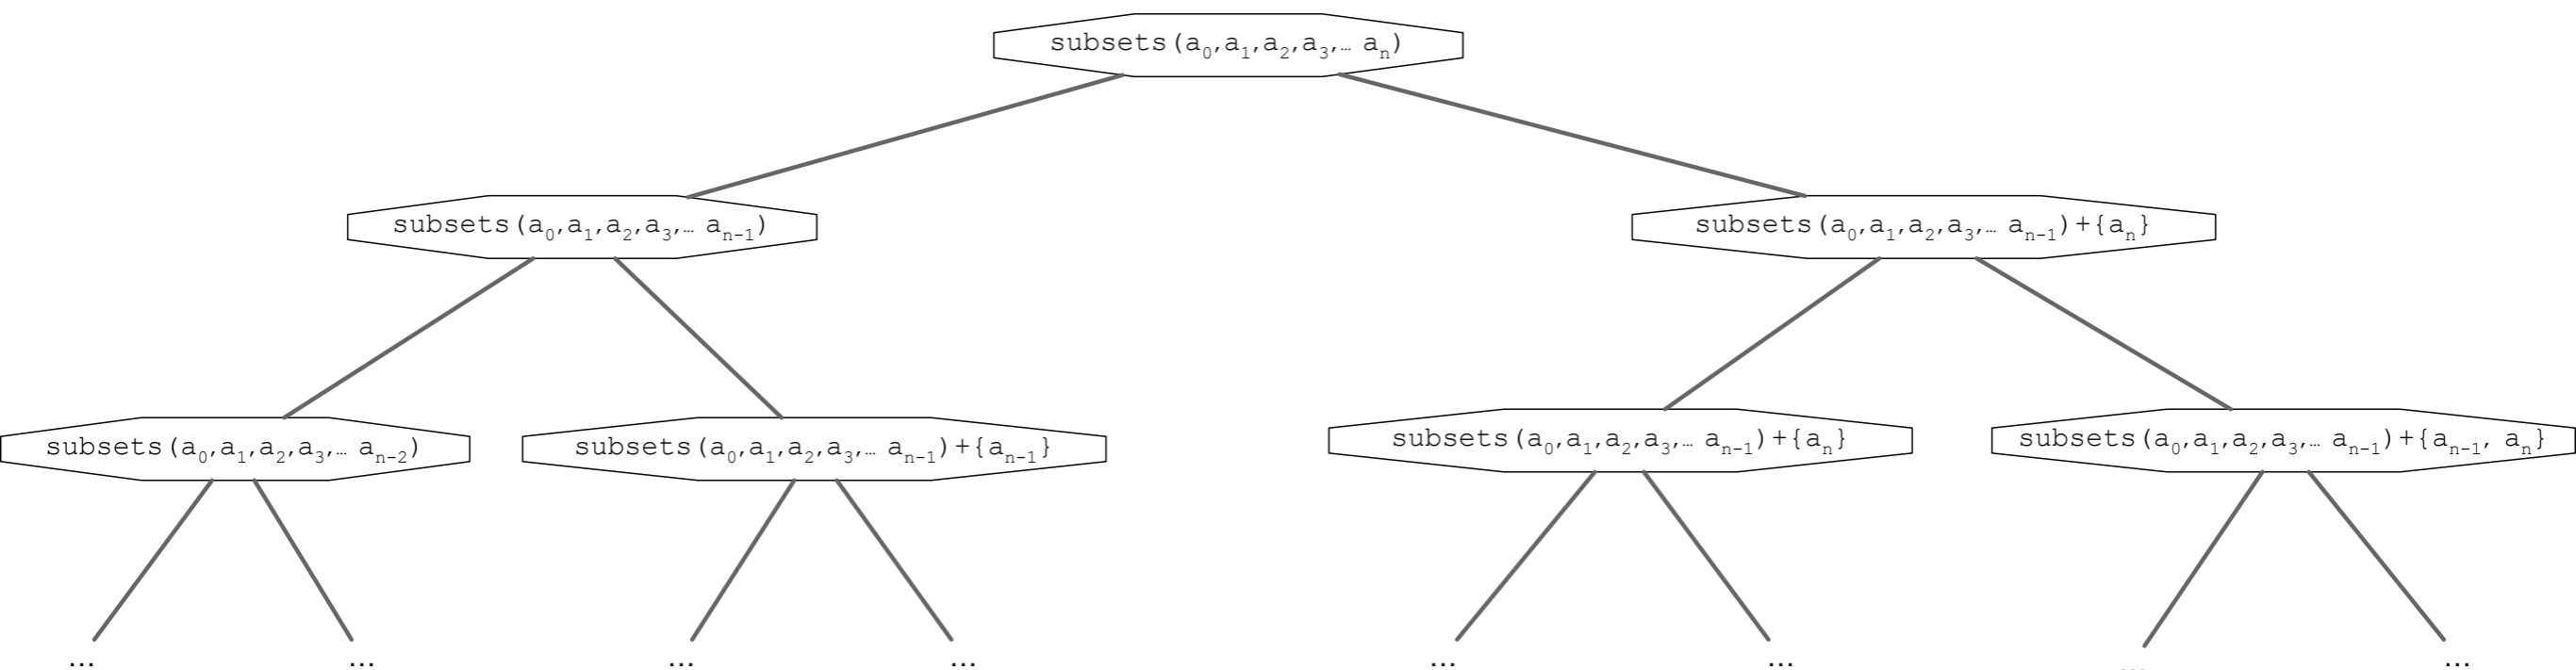 subsets(a₀,a₁,a₂,a₃,… aₙ)
subsets(a₀,a₁,a₂,a₃,… aₙ₋₁)
subsets(a₀,a₁,a₂,a₃,… aₙ₋₁)+{aₙ}
subsets(a₀,a₁,a₂,a₃,… aₙ₋₂)
subsets(a₀,a₁,a₂,a₃,… aₙ₋₁)+{aₙ₋₁}
subsets(a₀,a₁,a₂,a₃,… aₙ₋₁)+{aₙ}
subsets(a₀,a₁,a₂,a₃,… aₙ₋₁)+{aₙ₋₁, aₙ}
… … … … … … … …